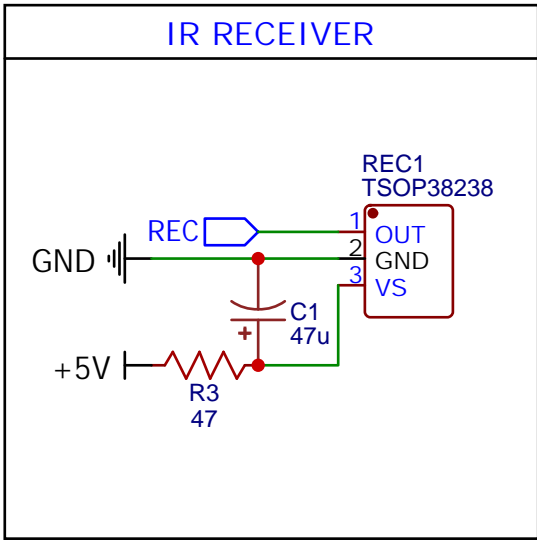 IR RECEIVER
REC1
TSOP38238
REC
1
OUT
GND
2
GND
3
VS
C1
47u
+
+5V
R3
47